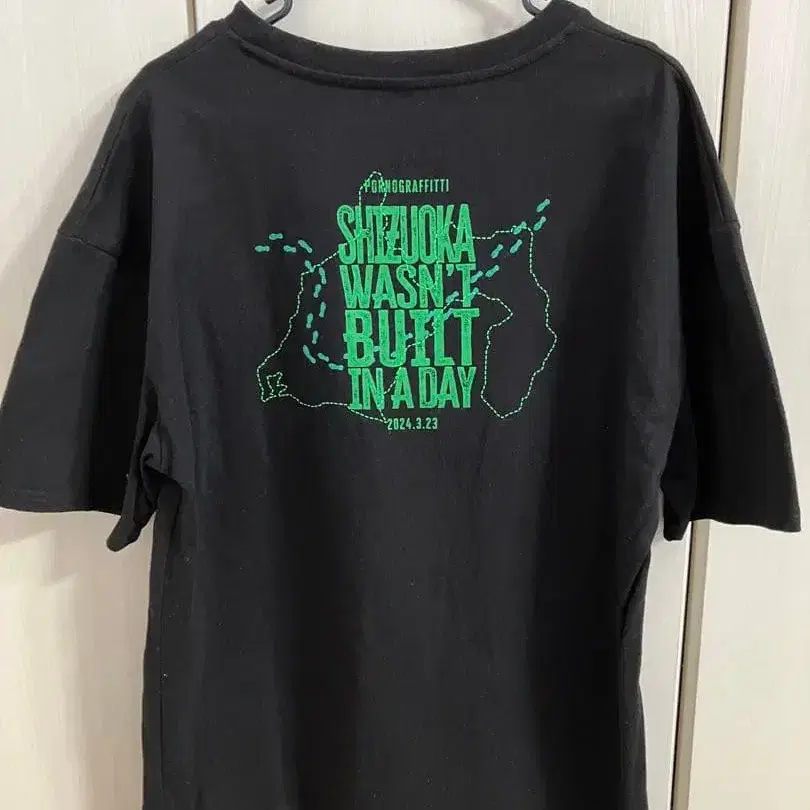 PORNOGRAFFITTI
SHIZUOKA
WASN'T
BUILT
IN A DAY
2024.3.23